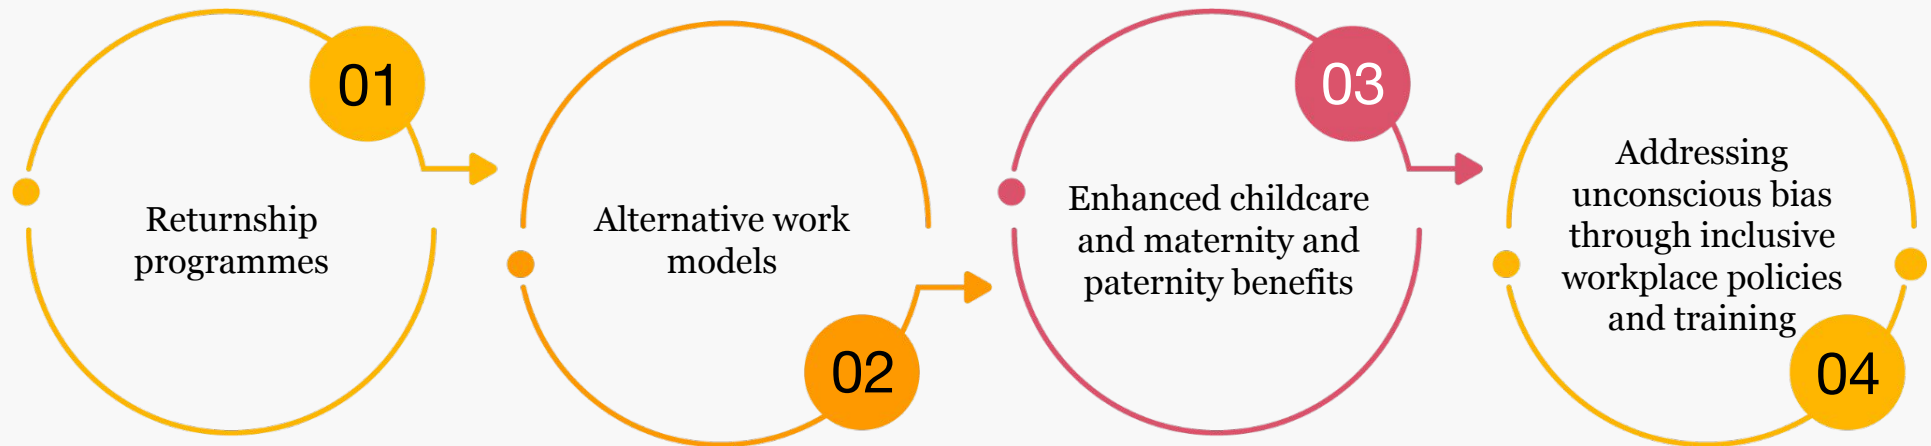 01
Returnship
programmes
Alternative work
models
02
03
Enhanced childcare
and maternity and
paternity benefits
Addressing
unconscious bias
through inclusive
workplace policies
and training
04